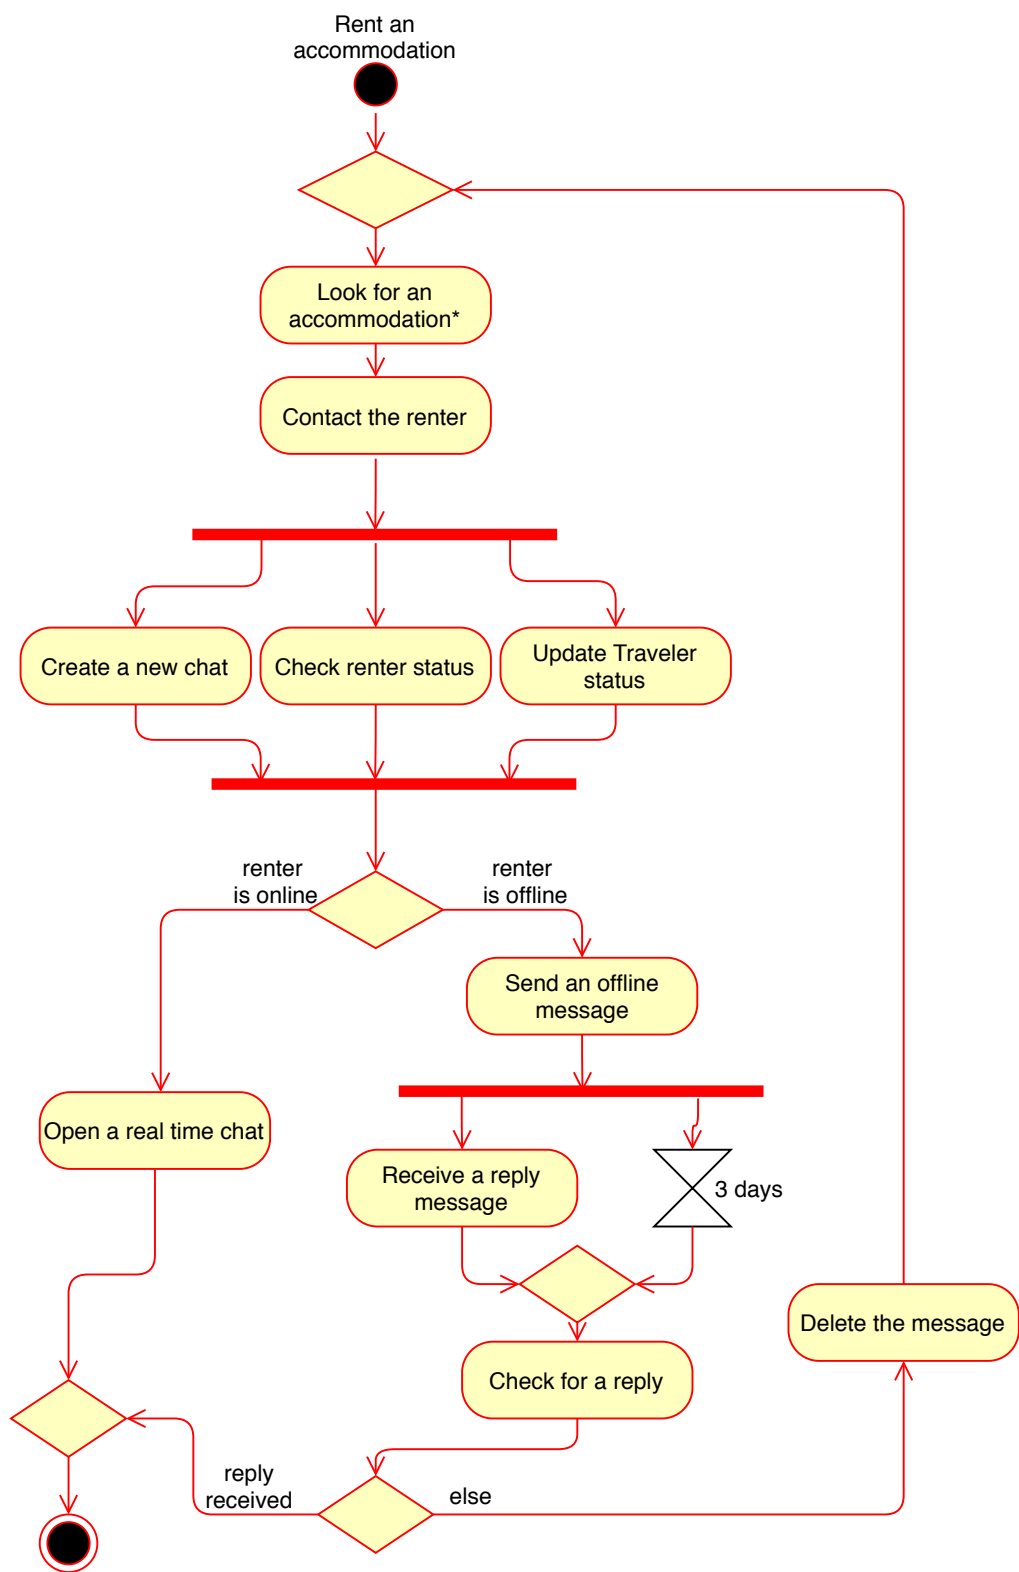 Rent an
accommodation
Look for an
accommodation*
Contact the renter
Create a new chat
Check renter status
Update Traveler
status
renter
is online
renter
is offline
Send an offline
message
Open a real time chat
Receive a reply
message
3 days
Delete the message
Check for a reply
reply
received
else